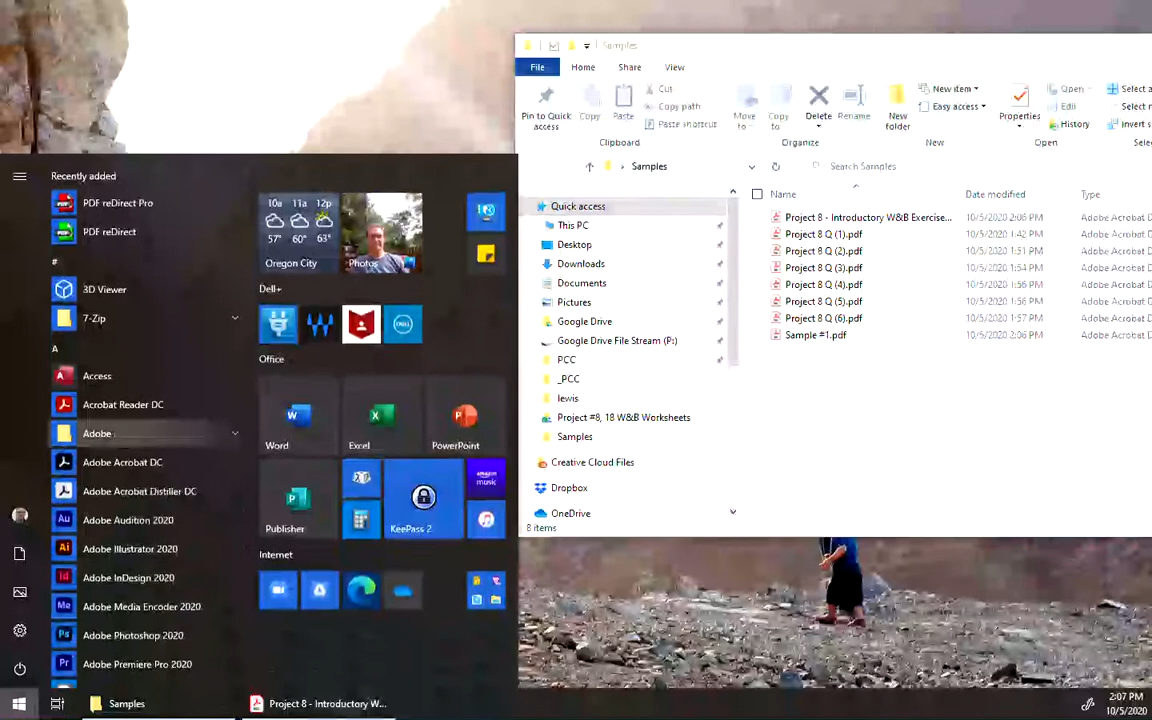 Samples
File
Home
Share
View
Pin to Quick access
Copy
Paste
Cut
Copy path
Paste shortcut
Clipboard
Move to
Copy to
Delete
Rename
Organize
New folder
New item
Easy access
New
Properties
Open
Edit
History
Open
Select a
Select
Invert s
Selec
Samples
Search Samples
Quick access
This PC
Desktop
Downloads
Documents
Pictures
Google Drive
Google Drive File Stream (P:)
PCC
_PCC
lewis
Project #8, 18 W&B Worksheets
Samples
Creative Cloud Files
Dropbox
OneDrive
8 items
Name Date modified Type
Project 8 - Introductory W&B Exercise... 10/5/2020 2:06 PM Adobe Acrobat D
Project 8 Q (1).pdf 10/5/2020 1:42 PM Adobe Acrobat D
Project 8 Q (2).pdf 10/5/2020 1:51 PM Adobe Acrobat D
Project 8 Q (3).pdf 10/5/2020 1:54 PM Adobe Acrobat D
Project 8 Q (4).pdf 10/5/2020 1:56 PM Adobe Acrobat D
Project 8 Q (5).pdf 10/5/2020 1:56 PM Adobe Acrobat D
Project 8 Q (6).pdf 10/5/2020 1:57 PM Adobe Acrobat D
Sample #1.pdf 10/5/2020 2:06 PM Adobe Acrobat D
Recently added
PDF reDirect Pro
PDF reDirect
#
3D Viewer
7-Zip
A
Access
Acrobat Reader DC
Adobe
Adobe Acrobat DC
Adobe Acrobat Distiller DC
Adobe Audition 2020
Adobe Illustrator 2020
Adobe InDesign 2020
Adobe Media Encoder 2020
Adobe Photoshop 2020
Adobe Premiere Pro 2020
10a 11a 12p
57° 60° 63°
Oregon City
Photos
Dell+
DELL
Office
Word
Excel
PowerPoint
Publisher
KeePass 2
amazon music
Internet
Samples
Project 8 - Introductory W...
2:07 PM
10/5/2020